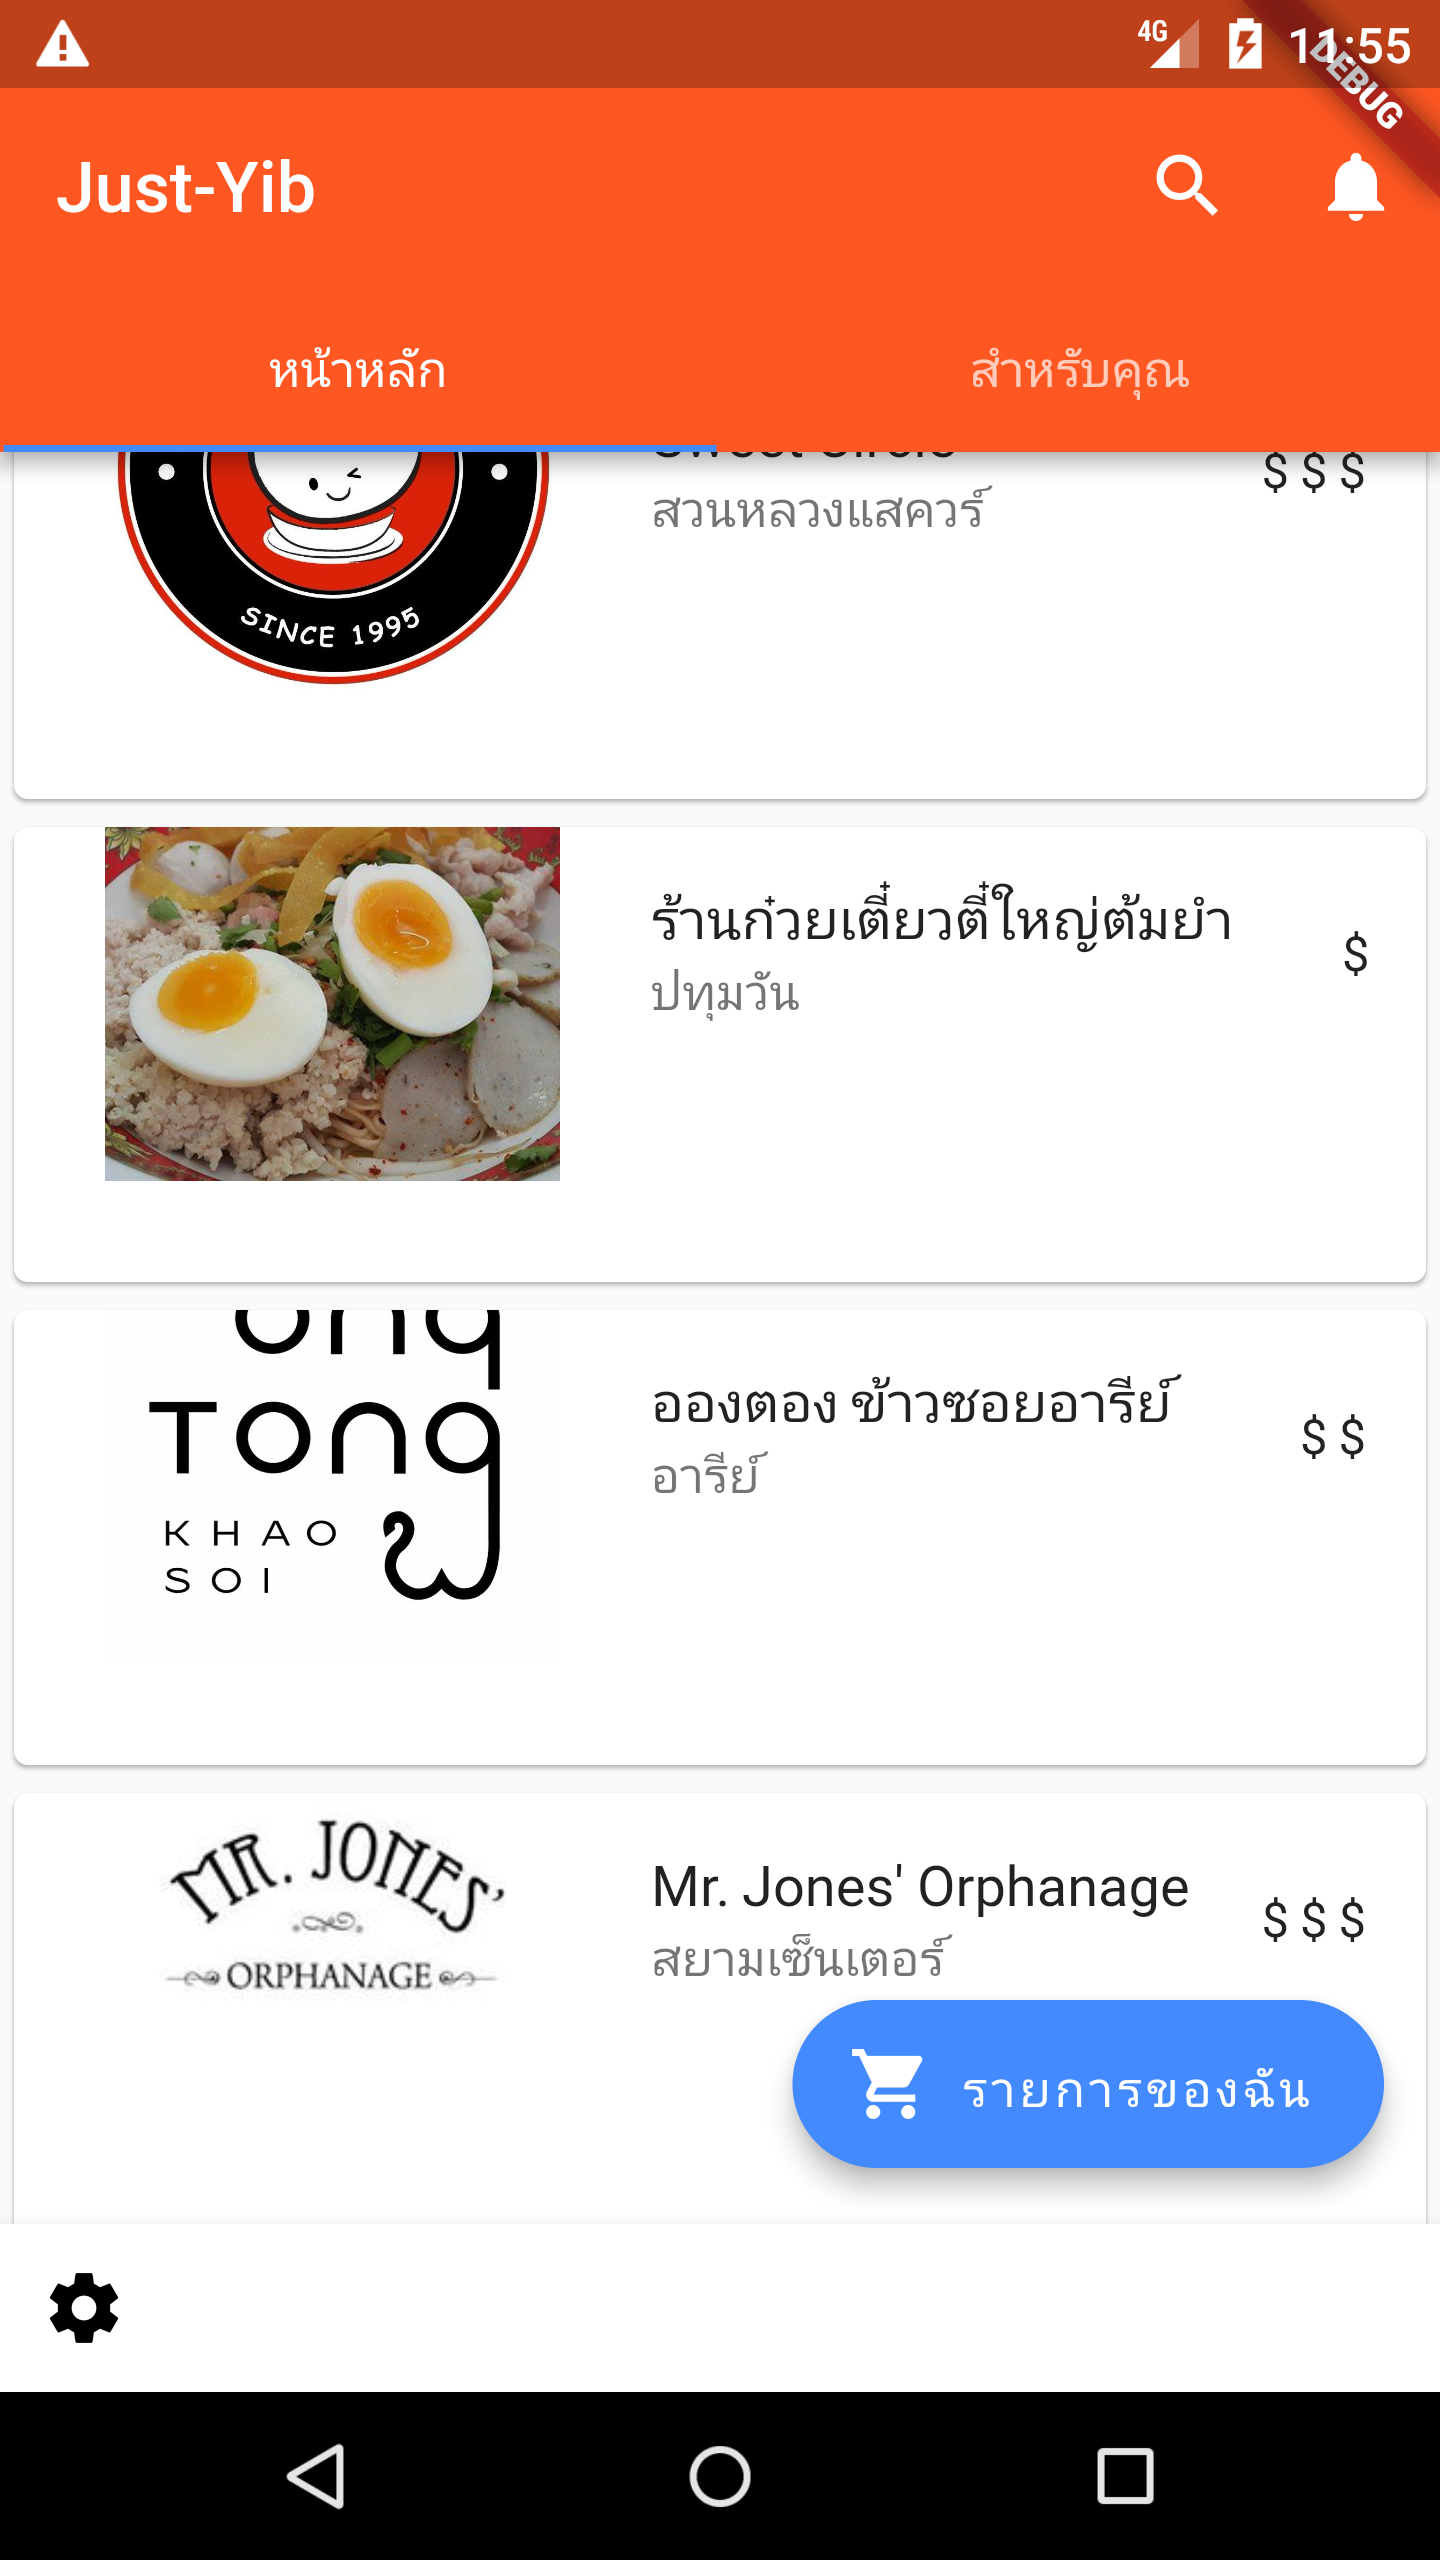 4G
11:55
DEBUG
Just-Yib
หน้าหลัก
สำหรับคุณ
Sweet Circle
$ $ $
สวนหลวงแสควร์
SINCE 1995
ร้านก๋วยเตี๋ยวตี๋ใหญ่ต้มยำ
$
ปทุมวัน
Tong
KHAO
SOI
อองตอง ข้าวซอยอารีย์
$ $
อารีย์
MR. JONES'
ORPHANAGE
Mr. Jones' Orphanage
$ $ $
สยามเซ็นเตอร์
รายการของฉัน